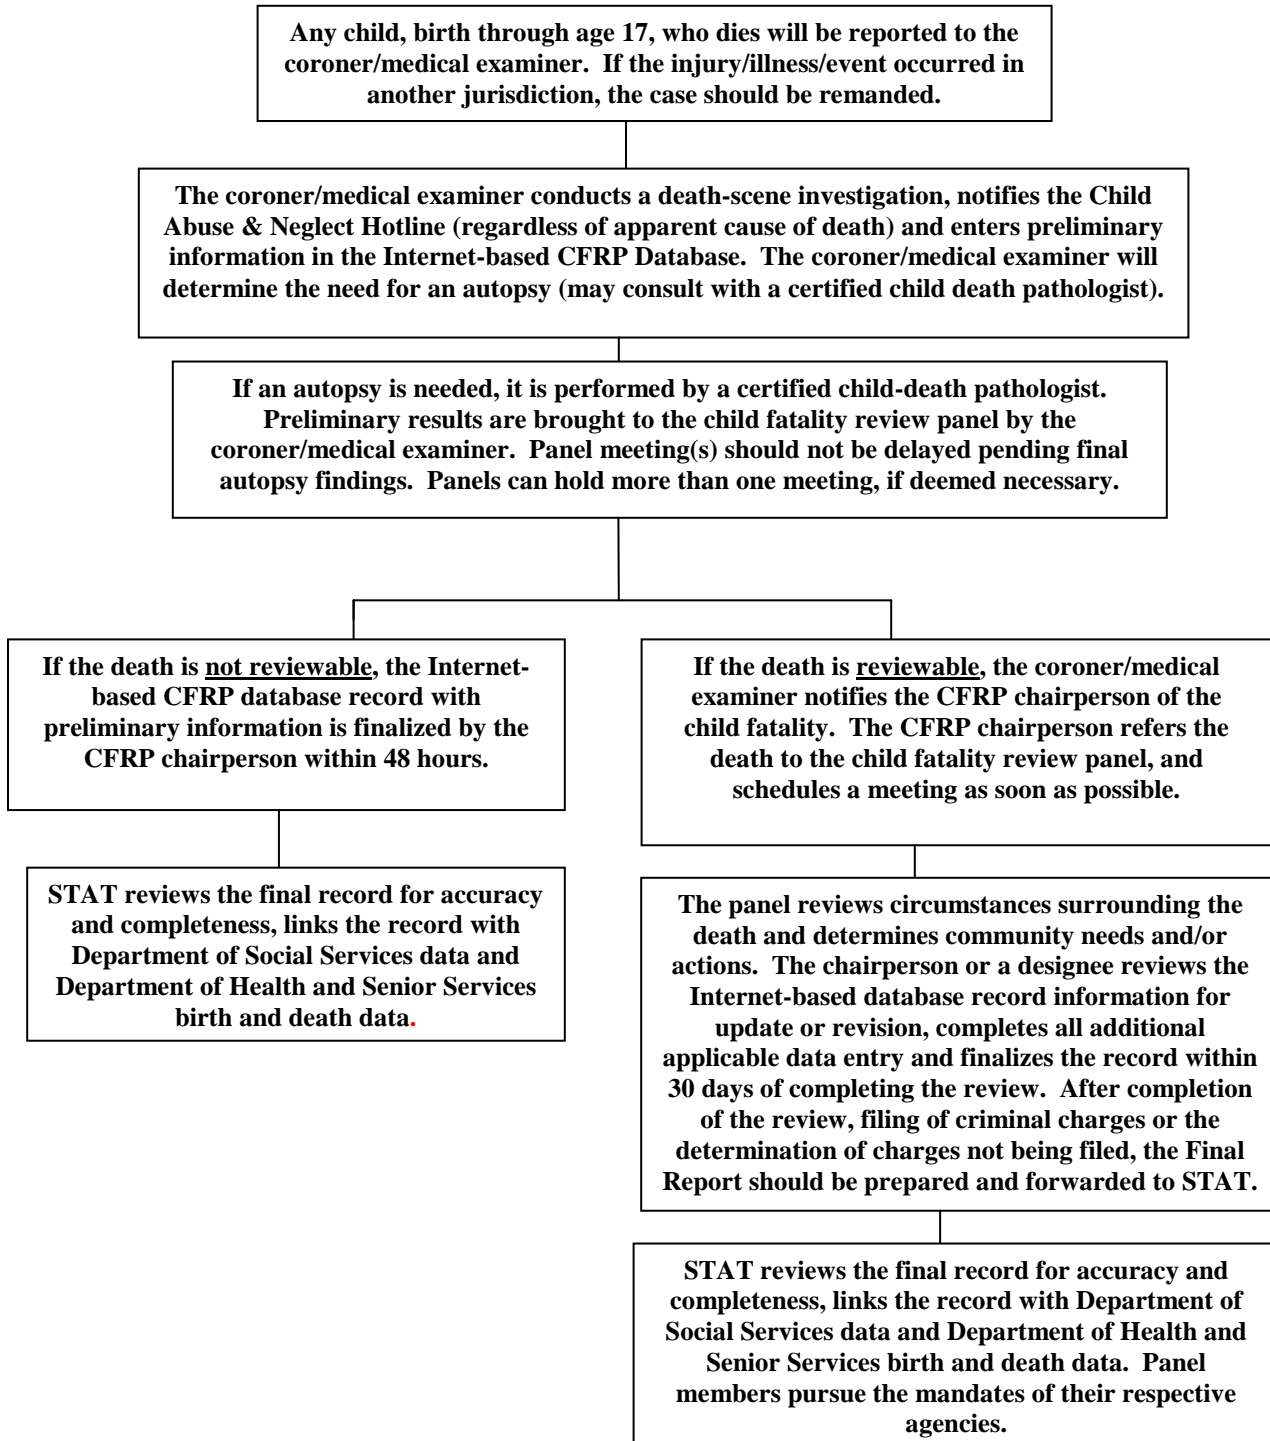 Any child, birth through age 17, who dies will be reported to the
coroner/medical examiner.  If the injury/illness/event occurred in
another jurisdiction, the case should be remanded.
The coroner/medical examiner conducts a death-scene investigation, notifies the Child
Abuse & Neglect Hotline (regardless of apparent cause of death) and enters preliminary
information in the Internet-based CFRP Database.  The coroner/medical examiner will
determine the need for an autopsy (may consult with a certified child death pathologist).
If an autopsy is needed, it is performed by a certified child-death pathologist.
Preliminary results are brought to the child fatality review panel by the
coroner/medical examiner.  Panel meeting(s) should not be delayed pending final
autopsy findings.  Panels can hold more than one meeting, if deemed necessary.
If the death is not reviewable, the Internet-
based CFRP database record with
preliminary information is finalized by the
CFRP chairperson within 48 hours.
STAT reviews the final record for accuracy
and completeness, links the record with
Department of Social Services data and
Department of Health and Senior Services
birth and death data.
If the death is reviewable, the coroner/medical
examiner notifies the CFRP chairperson of the
child fatality.  The CFRP chairperson refers the
death to the child fatality review panel, and
schedules a meeting as soon as possible.
The panel reviews circumstances surrounding the
death and determines community needs and/or
actions.  The chairperson or a designee reviews the
Internet-based database record information for
update or revision, completes all additional
applicable data entry and finalizes the record within
30 days of completing the review.  After completion
of the review, filing of criminal charges or the
determination of charges not being filed, the Final
Report should be prepared and forwarded to STAT.
STAT reviews the final record for accuracy and
completeness, links the record with Department of
Social Services data and Department of Health and
Senior Services birth and death data.  Panel
members pursue the mandates of their respective
agencies.